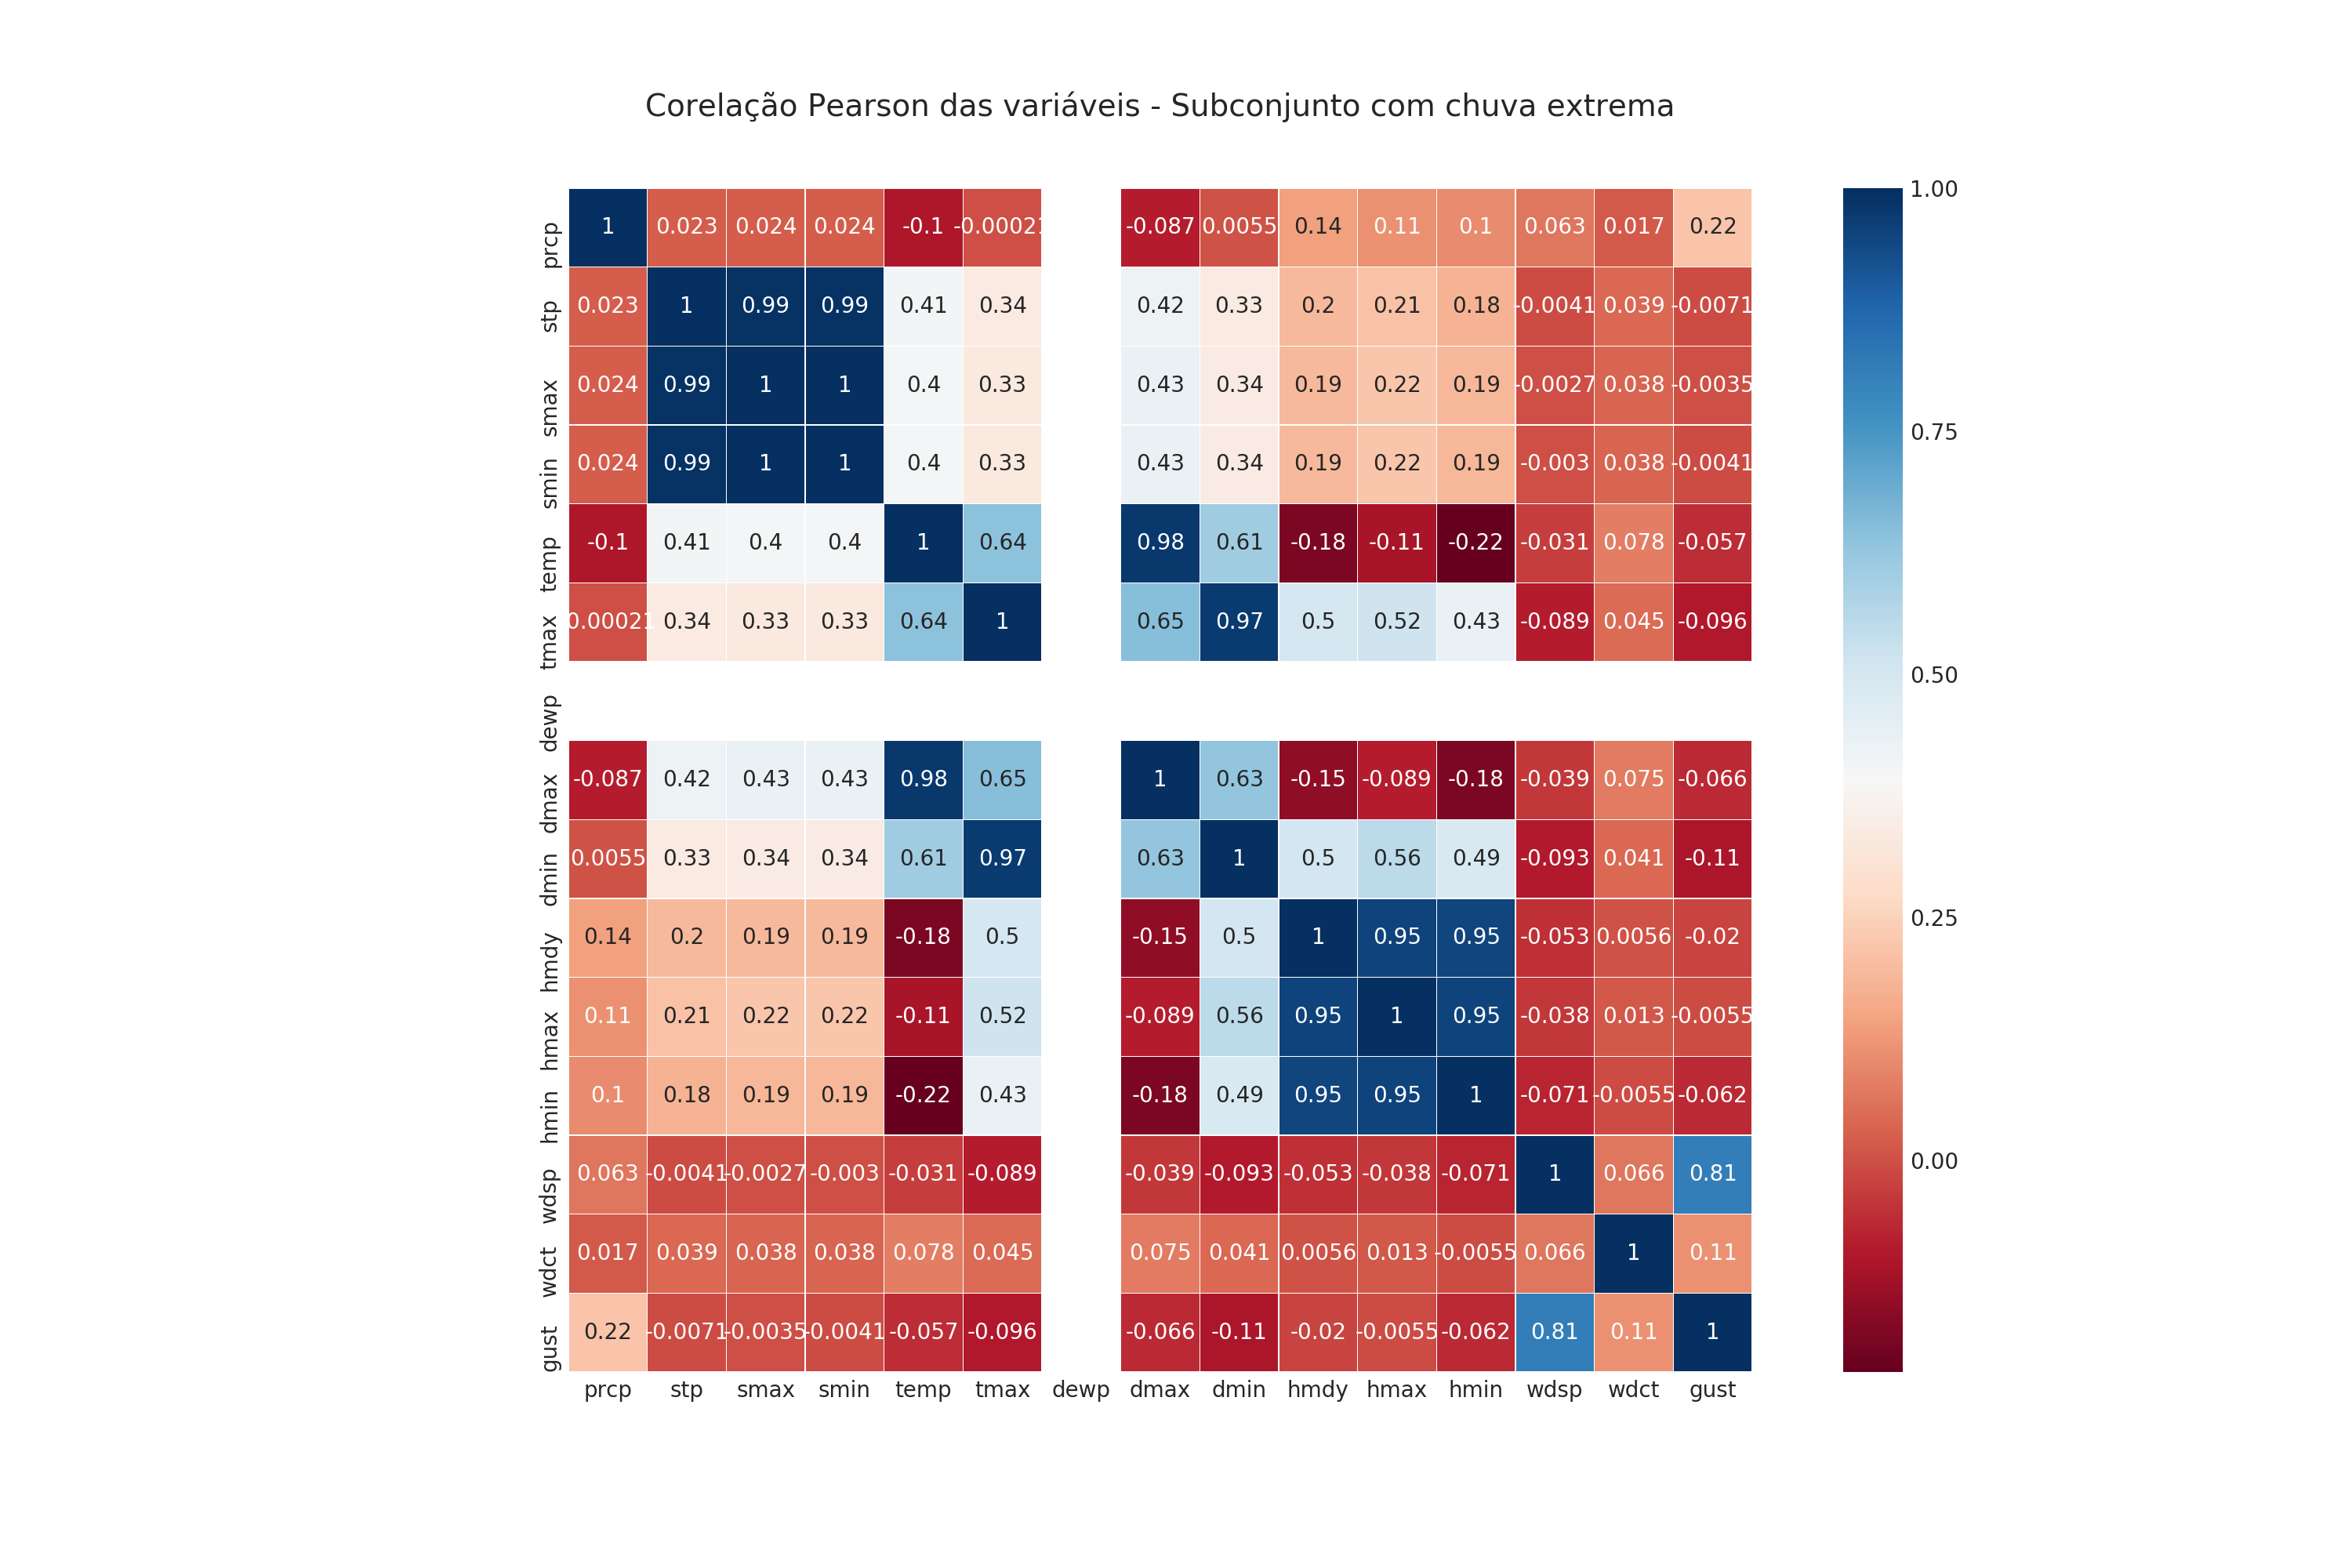 Corelação Pearson das variáveis - Subconjunto com chuva extrema
prcp 1 0.023 0.024 0.024 -0.1 -0.00021 -0.087 0.0055 0.14 0.11 0.1 0.063 0.017 0.22
stp 0.023 1 0.99 0.99 0.41 0.34 0.42 0.33 0.2 0.21 0.18 -0.0041 0.039 -0.0071
smax 0.024 0.99 1 1 0.4 0.33 0.43 0.34 0.19 0.22 0.19 -0.0027 0.038 -0.0035
smin 0.024 0.99 1 1 0.4 0.33 0.43 0.34 0.19 0.22 0.19 -0.003 0.038 -0.0041
temp -0.1 0.41 0.4 0.4 1 0.64 0.98 0.61 -0.18 -0.11 -0.22 -0.031 0.078 -0.057
tmax -0.00021 0.34 0.33 0.33 0.64 1 0.65 0.97 0.5 0.52 0.43 -0.089 0.045 -0.096
dewp
dmax -0.087 0.42 0.43 0.43 0.98 0.65 1 0.63 -0.15 -0.089 -0.18 -0.039 0.075 -0.066
dmin 0.0055 0.33 0.34 0.34 0.61 0.97 0.63 1 0.5 0.56 0.49 -0.093 0.041 -0.11
hmdy 0.14 0.2 0.19 0.19 -0.18 0.5 -0.15 0.5 1 0.95 0.95 -0.053 0.0056 -0.02
hmax 0.11 0.21 0.22 0.22 -0.11 0.52 -0.089 0.56 0.95 1 0.95 -0.038 0.013 -0.0055
hmin 0.1 0.18 0.19 0.19 -0.22 0.43 -0.18 0.49 0.95 0.95 1 -0.071 -0.0055 -0.062
wdsp 0.063 -0.0041 -0.0027 -0.003 -0.031 -0.089 -0.039 -0.093 -0.053 -0.038 -0.071 1 0.066 0.81
wdct 0.017 0.039 0.038 0.038 0.078 0.045 0.075 0.041 0.0056 0.013 -0.0055 0.066 1 0.11
gust 0.22 -0.0071 -0.0035 -0.0041 -0.057 -0.096 -0.066 -0.11 -0.02 -0.0055 -0.062 0.81 0.11 1
prcp stp smax smin temp tmax dewp dmax dmin hmdy hmax hmin wdsp wdct gust
1.00
0.75
0.50
0.25
0.00